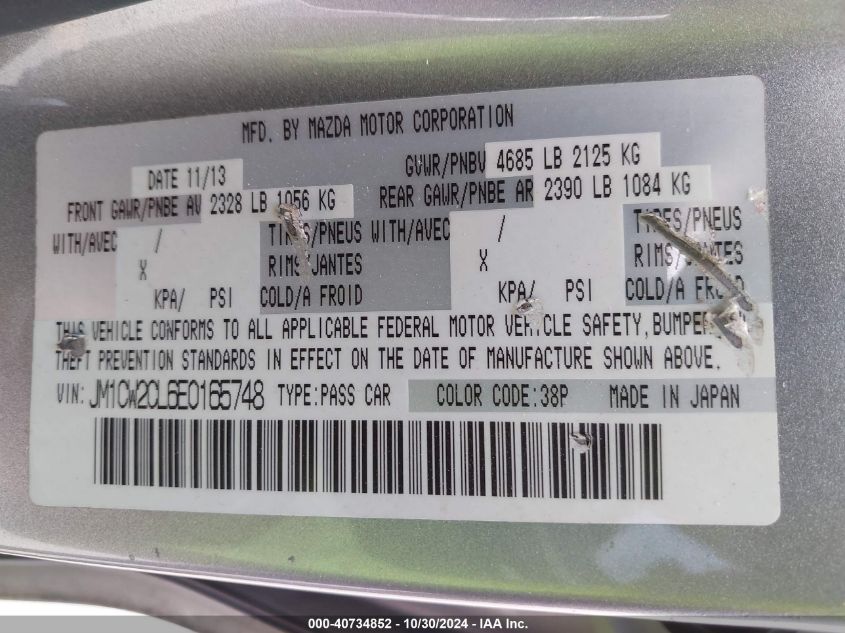 MFD. BY MAZDA MOTOR CORPORATION
DATE 11/13 GVWR/PNBV 4685 LB 2125 KG
FRONT GAWR/PNBE AV 2328 LB 1056 KG REAR GAWR/PNBE AR 2390 LB 1084 KG
WITH/AVEC / TIRES/PNEUS WITH/AVEC / TIRES/PNEUS
X RIMS/JANTES X RIMS/JANTES
KPA/ PSI COLD/A FROID KPA/ PSI COLD/A FROID
THIS VEHICLE CONFORMS TO ALL APPLICABLE FEDERAL MOTOR VEHICLE SAFETY, BUMPER
THEFT PREVENTION STANDARDS IN EFFECT ON THE DATE OF MANUFACTURE SHOWN ABOVE.
VIN: JM1CW2CL6E0165748 TYPE:PASS CAR COLOR CODE:38P MADE IN JAPAN
000-40734852 - 10/30/2024 - IAA Inc.